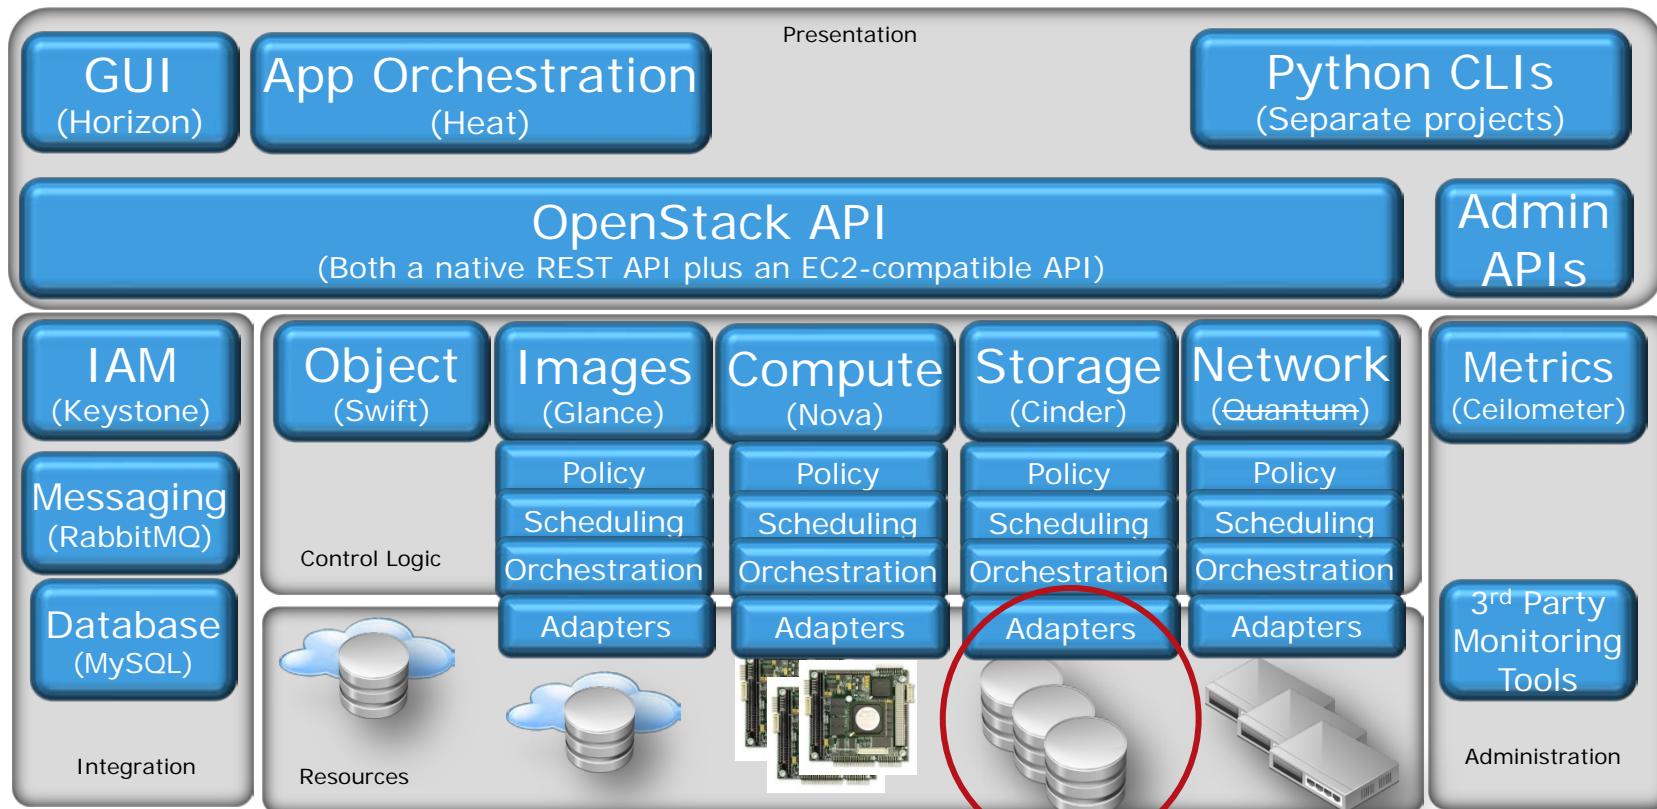 Presentation
GUI
(Horizon)
App Orchestration
(Heat)
Python CLIs
(Separate projects)
OpenStack API
(Both a native REST API plus an EC2-compatible API)
Admin
APIs
IAM
(Keystone)
Messaging
(RabbitMQ)
Database
(MySQL)
Integration
Object
(Swift)
Images
(Glance)
Compute
(Nova)
Storage
(Cinder)
Network
(Quantum)
Policy
Policy
Policy
Policy
Scheduling
Scheduling
Scheduling
Scheduling
Control Logic
Orchestration
Orchestration
Orchestration
Orchestration
Adapters
Adapters
Adapters
Adapters
Resources
Metrics
(Ceilometer)
3rd Party
Monitoring
Tools
Administration